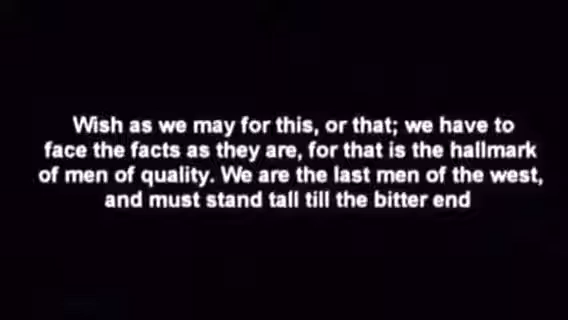 Wish as we may for this, or that; we have to
face the facts as they are, for that is the hallmark
of men of quality. We are the last men of the west,
and must stand tall till the bitter end